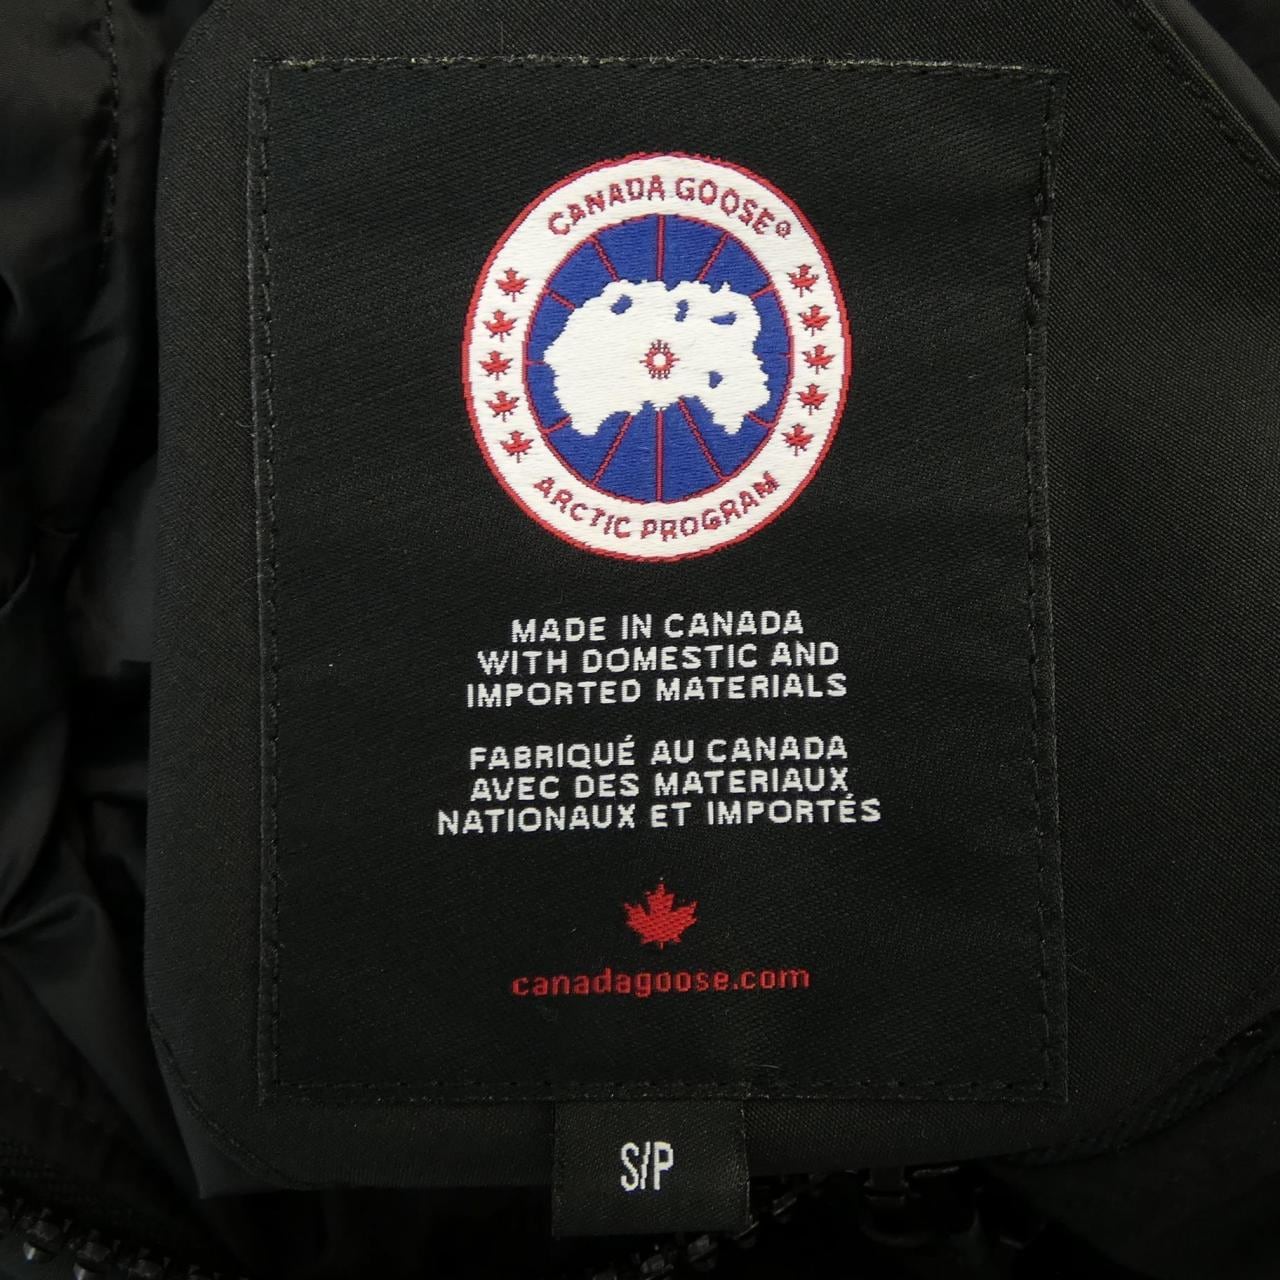 CANADA GOOSE®
ARCTIC PROGRAM
MADE IN CANADA
WITH DOMESTIC AND
IMPORTED MATERIALS
FABRIQUÉ AU CANADA
AVEC DES MATERIAUX
NATIONAUX ET IMPORTÉS
canadagoose.com
S/P